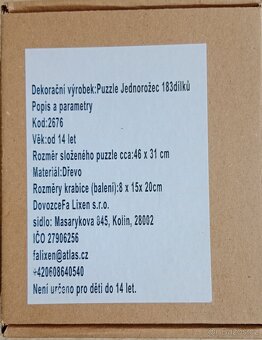 Dekorační výrobek:Puzzle Jednorožec 183dílků
Popis a parametry
Kod:2676
Věk:od 14 let
Rozměr složeného puzzle cca:46 x 31 cm
Materiál:Dřevo
Rozměry krabice (balení):8 x 15x 20cm
DovozceFa Lixen s.r.o.
sidlo: Masarykova 845, Kolin, 28002
IČO 27906256
falixen@atlas.cz
+420608640540
Není určeno pro děti do 14 let.